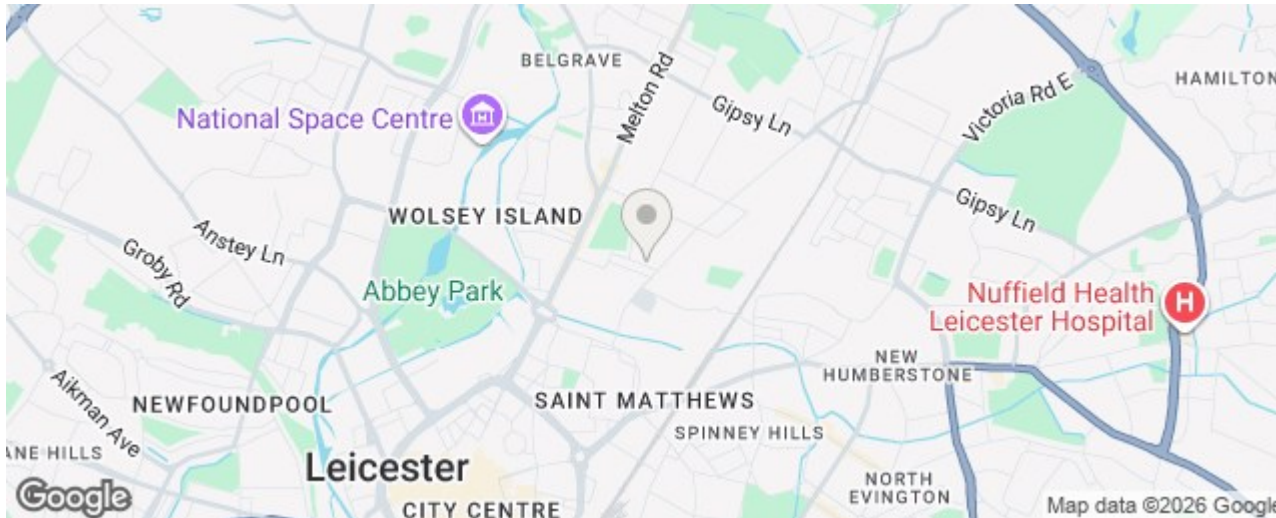 BELGRAVE
Melton Rd
Victoria Rd E
HAMILTON
National Space Centre
Gipsy Ln
Gipsy Ln
WOLSEY ISLAND
Anstey Ln
Groby Rd
Abbey Park
Nuffield Health
Leicester Hospital
H
NEW
HUMBERSTONE
Aikman Ave
NEWFOUNDPOOL
SAINT MATTHEWS
SPINNEY HILLS
ANE HILLS
Leicester
NORTH
EVINGTON
CITY CENTRE
Google
Map data ©2026 Google